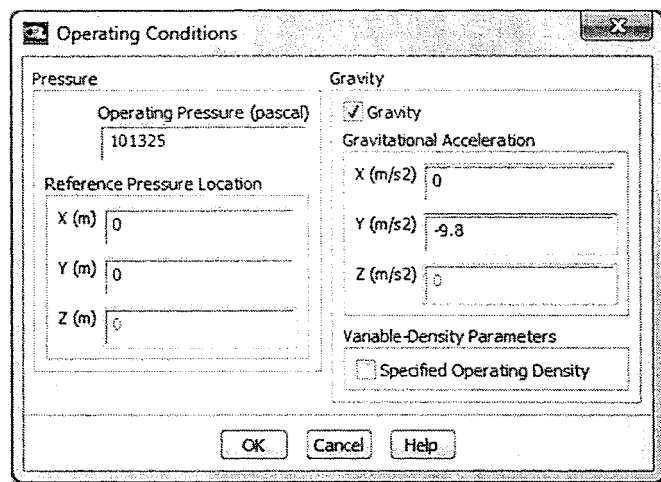 Operating Conditions
Pressure
Operating Pressure (pascal)
101325
Reference Pressure Location
X (m) 0
Y (m) 0
Z (m) 0
Gravity
Gravity
Gravitational Acceleration
X (m/s2) 0
Y (m/s2) -9.8
Z (m/s2) 0
Variable-Density Parameters
Specified Operating Density
OK Cancel Help